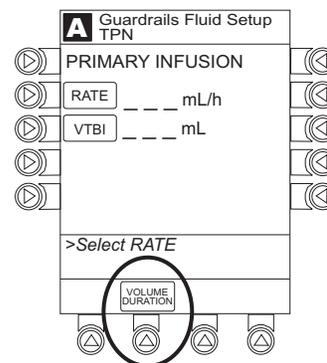 A Guardrails Fluid Setup
TPN
PRIMARY INFUSION
RATE _ _ _ mL/h
VTBI _ _ _ mL
>Select RATE
VOLUME
DURATION